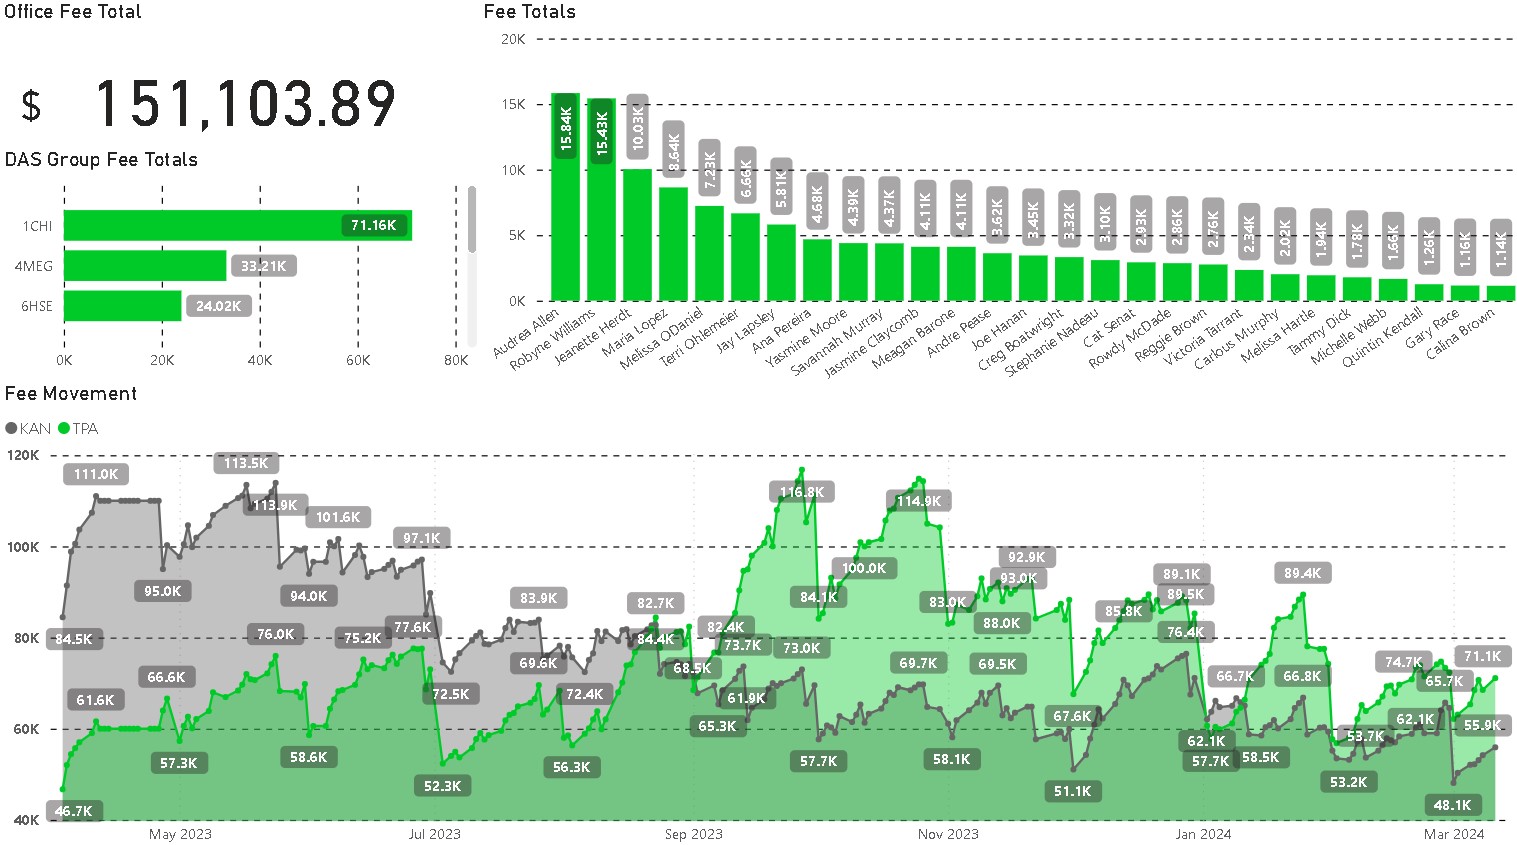 Office Fee Total
$ 151,103.89
DAS Group Fee Totals
1CHI 71.16K
4MEG 33.21K
6HSE 24.02K
0K 20K 40K 60K 80K
Fee Totals
20K
15K
10K
5K
0K
15.84K 15.43K 10.03K 8.64K 7.23K 6.66K 5.81K 4.68K 4.39K 4.37K 4.11K 4.11K 3.62K 3.45K 3.32K 3.10K 2.93K 2.86K 2.76K 2.34K 2.02K 1.94K 1.78K 1.66K 1.26K 1.16K 1.14K
Audrea Allen
Robyne Williams
Jeanette Herdt
Maria Lopez
Melissa ODaniel
Terri Ohlemeier
Jay Lapsley
Ana Pereira
Yasmine Moore
Savannah Murray
Jasmine Claycomb
Meagan Barone
Andre Pease
Joe Hanan
Creg Boatwright
Stephanie Nadeau
Cat Senat
Rowdy McDade
Reggie Brown
Victoria Tarrant
Carlous Murphy
Melissa Hartle
Tammy Dick
Michelle Webb
Quintin Kendall
Gary Race
Calina Brown
Fee Movement
KAN TPA
120K
100K
80K
60K
40K
111.0K 113.5K 113.9K 101.6K 97.1K 116.8K 114.9K
95.0K 94.0K 83.9K 82.7K 84.1K 100.0K 83.0K 92.9K 93.0K 89.1K 89.5K 89.4K
84.5K 76.0K 75.2K 77.6K 84.4K 82.4K 73.7K 73.0K 88.0K 85.8K 76.4K
61.6K 66.6K 72.5K 69.6K 72.4K 68.5K 61.9K 65.3K 69.7K 69.5K 67.6K 66.7K 66.8K 74.7K 65.7K 71.1K
57.3K 58.6K 52.3K 56.3K 57.7K 58.1K 62.1K 57.7K 58.5K 53.7K 62.1K 55.9K
46.7K 51.1K 53.2K 48.1K
May 2023 Jul 2023 Sep 2023 Nov 2023 Jan 2024 Mar 2024